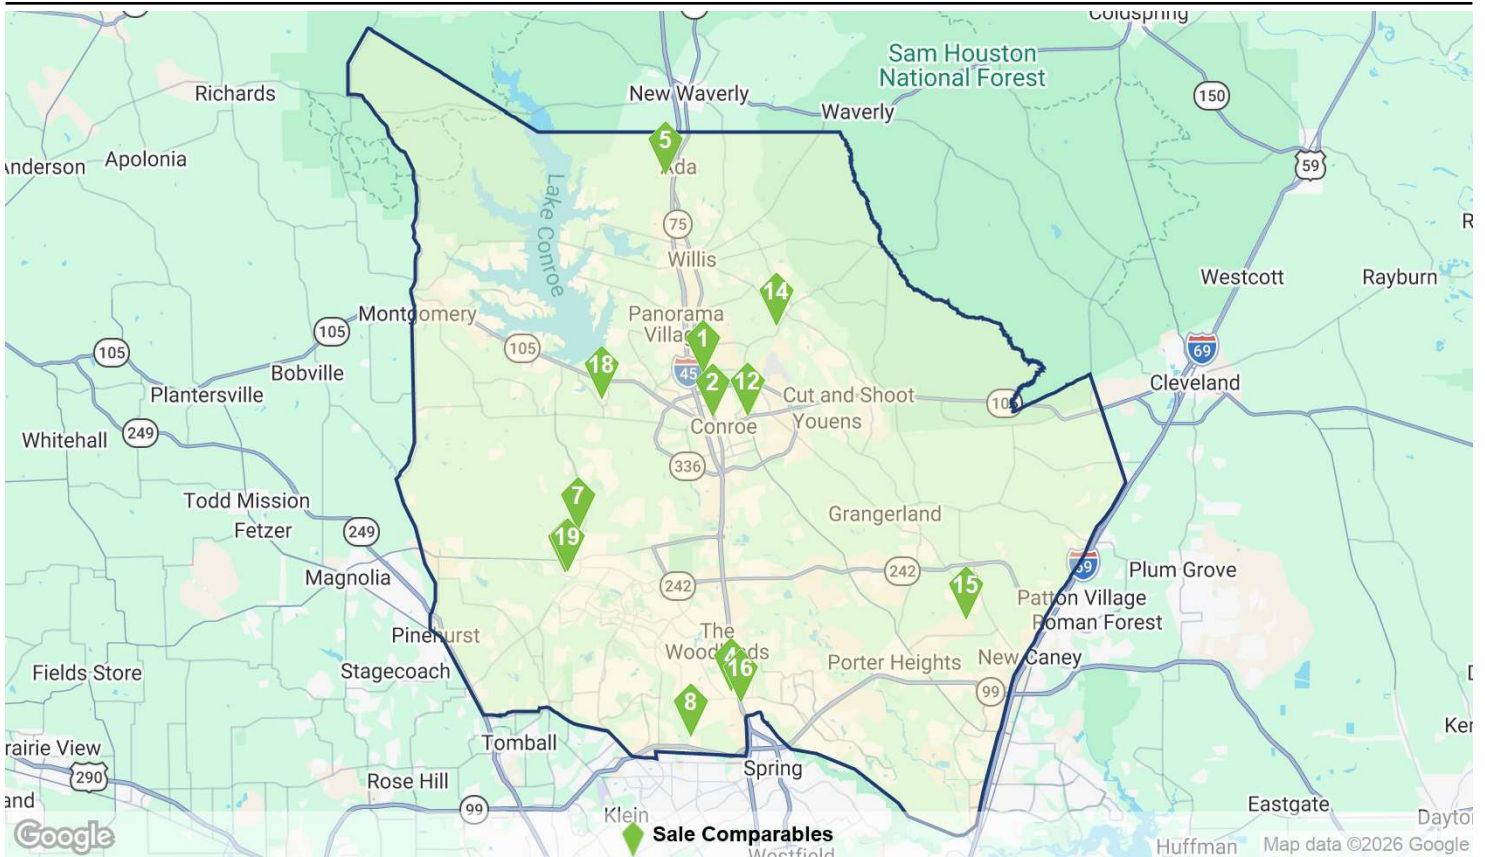 Coldspring
Sam Houston
National Forest
Richards
New Waverly
150
Waverly
5
59
Anderson
Apolonia
Ada
Lake Conroe
75
Willis
Westcott
Rayburn
14
Montgomery
Panorama
Village
105
1
105
69
105
18
45
2
12
Bobville
Cleveland
Plantersville
Cut and Shoot
105
Whitehall
249
Conroe
Youens
336
7
Todd Mission
Grangerland
Fetzer
249
19
69
242
Magnolia
242
15
Plum Grove
Patton Village
Roman Forest
The
Woodlands
Pinehurst
4
Fields Store
Stagecoach
16
Porter Heights
New Caney
99
8
Prairie View
Tomball
290
Spring
Rose Hill
99
Eastgate
Klein
Sale Comparables
Google
Westfield
Huffman
Map data ©2026 Google